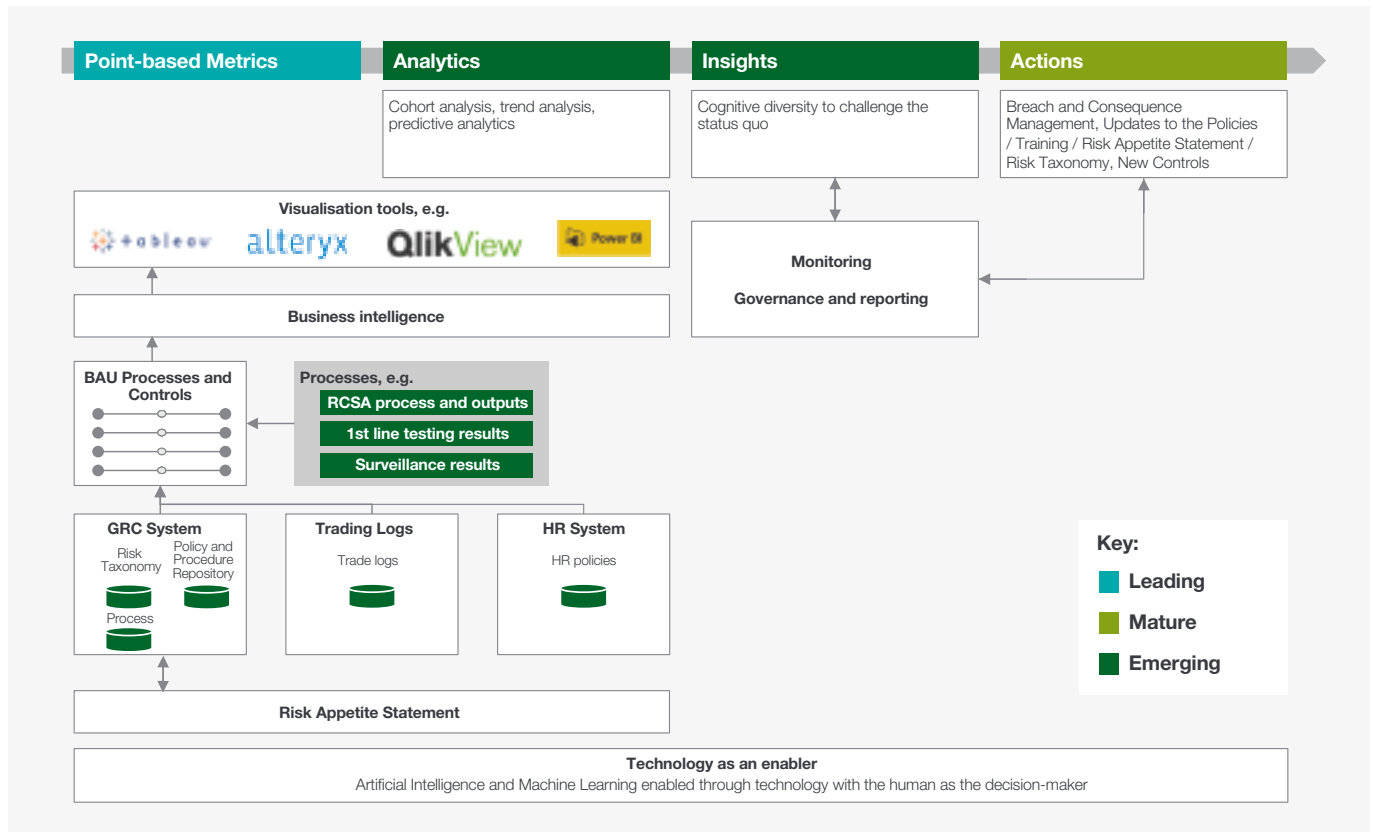 Point-based Metrics
Analytics
Insights
Actions
Cohort analysis, trend analysis,
predictive analytics
Cognitive diversity to challenge the
status quo
Breach and Consequence
Management, Updates to the Policies
/ Training / Risk Appetite Statement /
Risk Taxonomy, New Controls
Visualisation tools, e.g.
+ableau
alteryx
QlikView
Power BI
Monitoring
Governance and reporting
Business intelligence
BAU Processes and
Controls
Processes, e.g.
RCSA process and outputs
1st line testing results
Surveillance results
GRC System
Risk
Taxonomy
Policy and
Procedure
Repository
Process
Trading Logs
Trade logs
HR System
HR policies
Key:
Leading
Mature
Emerging
Risk Appetite Statement
Technology as an enabler
Artificial Intelligence and Machine Learning enabled through technology with the human as the decision-maker